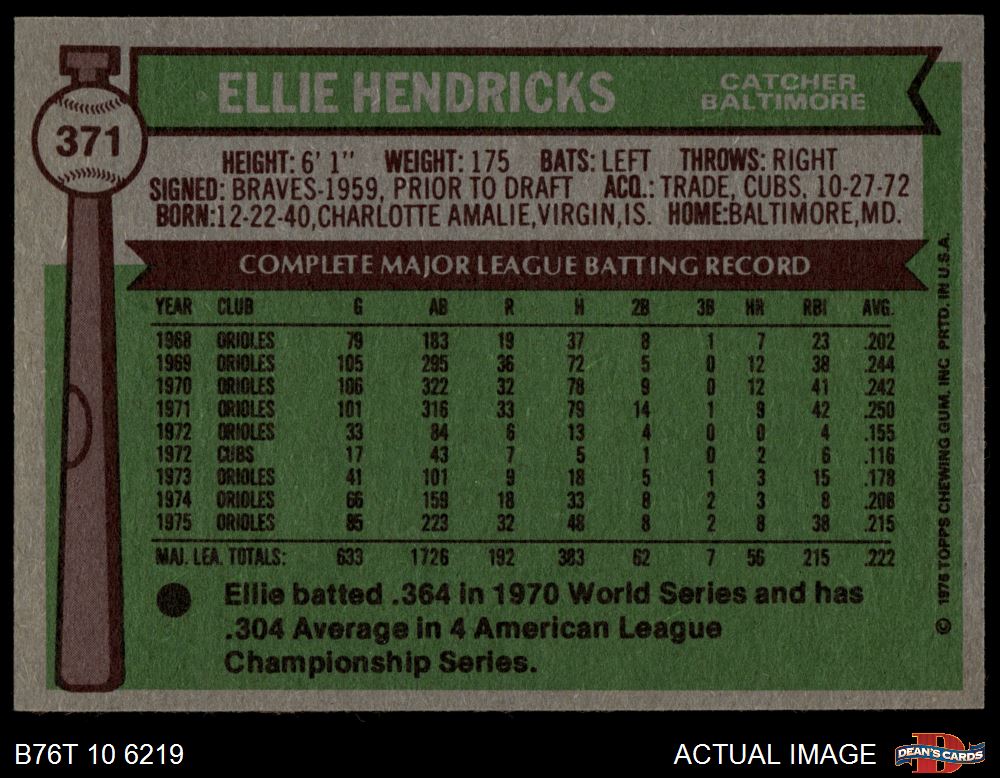 371
ELLIE HENDRICKS
CATCHER
BALTIMORE
HEIGHT: 6' 1" WEIGHT: 175 BATS: LEFT THROWS: RIGHT
SIGNED: BRAVES-1959, PRIOR TO DRAFT ACQ.: TRADE, CUBS, 10-27-72
BORN:12-22-40,CHARLOTTE AMALIE,VIRGIN,IS. HOME:BALTIMORE,MD.
COMPLETE MAJOR LEAGUE BATTING RECORD
YEAR CLUB G AB R H 2B 3B HR RBI AVG.
1968 ORIOLES 79 183 19 37 8 1 7 23 .202
1969 ORIOLES 105 295 36 72 5 0 12 38 .244
1970 ORIOLES 106 322 32 78 9 0 12 41 .242
1971 ORIOLES 101 316 33 79 14 1 9 42 .250
1972 ORIOLES 33 84 6 13 4 0 0 4 .155
1972 CUBS 17 43 7 5 1 0 2 6 .116
1973 ORIOLES 41 101 9 18 5 1 3 15 .178
1974 ORIOLES 66 159 18 33 8 2 3 8 .208
1975 ORIOLES 85 223 32 48 8 2 8 38 .215
MAJ. LEA. TOTALS: 633 1726 192 383 62 7 56 215 .222
Ellie batted .364 in 1970 World Series and has
.304 Average in 4 American League
Championship Series.
© 1976 TOPPS CHEWING GUM, INC PRTD. IN U.S.A.
B76T 10 6219
ACTUAL IMAGE
DEAN'S CARDS